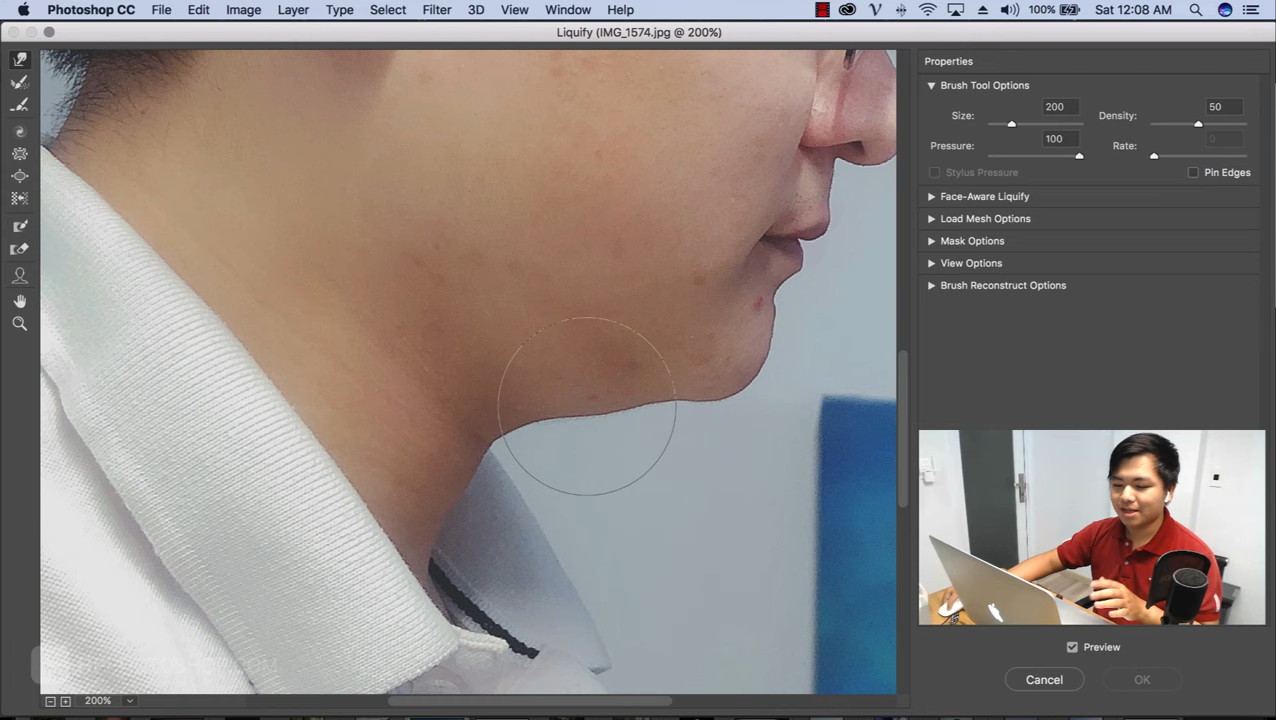 Photoshop CC File Edit Image Layer Type Select Filter 3D View Window Help 100% Sat 12:08 AM
Liquify (IMG_1574.jpg @ 200%)
Properties
Brush Tool Options
Size: 200 Density: 50
Pressure: 100 Rate: 0
Stylus Pressure Pin Edges
Face-Aware Liquify
Load Mesh Options
Mask Options
View Options
Brush Reconstruct Options
Preview
Cancel OK
200%